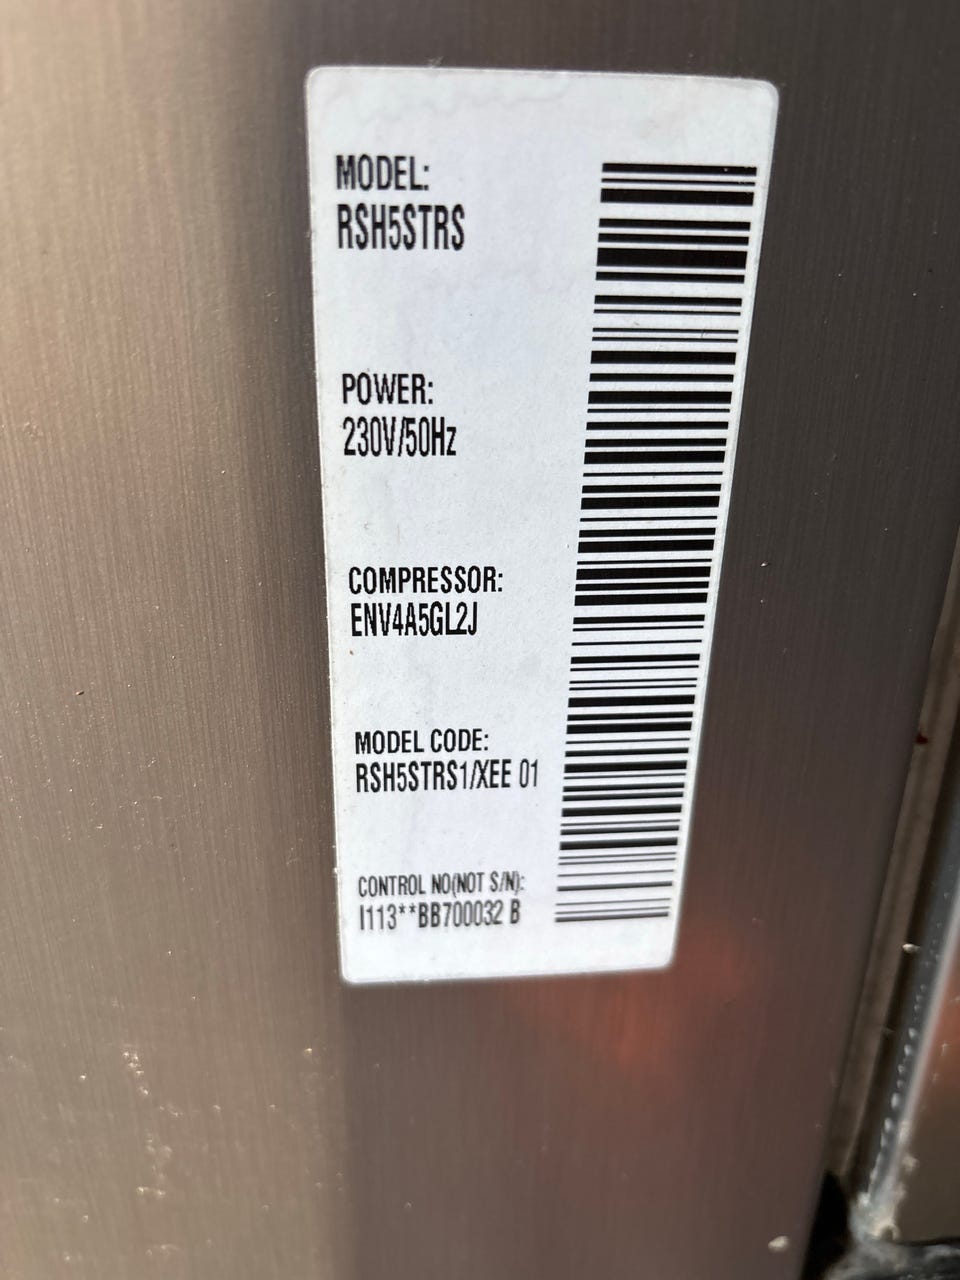 MODEL:
RSH5STRS
POWER:
230V/50Hz
COMPRESSOR:
ENV4A5GL2J
MODEL CODE:
RSH5STRS1/XEE 01
CONTROL NO(NOT S/N):
I113**BB700032 B